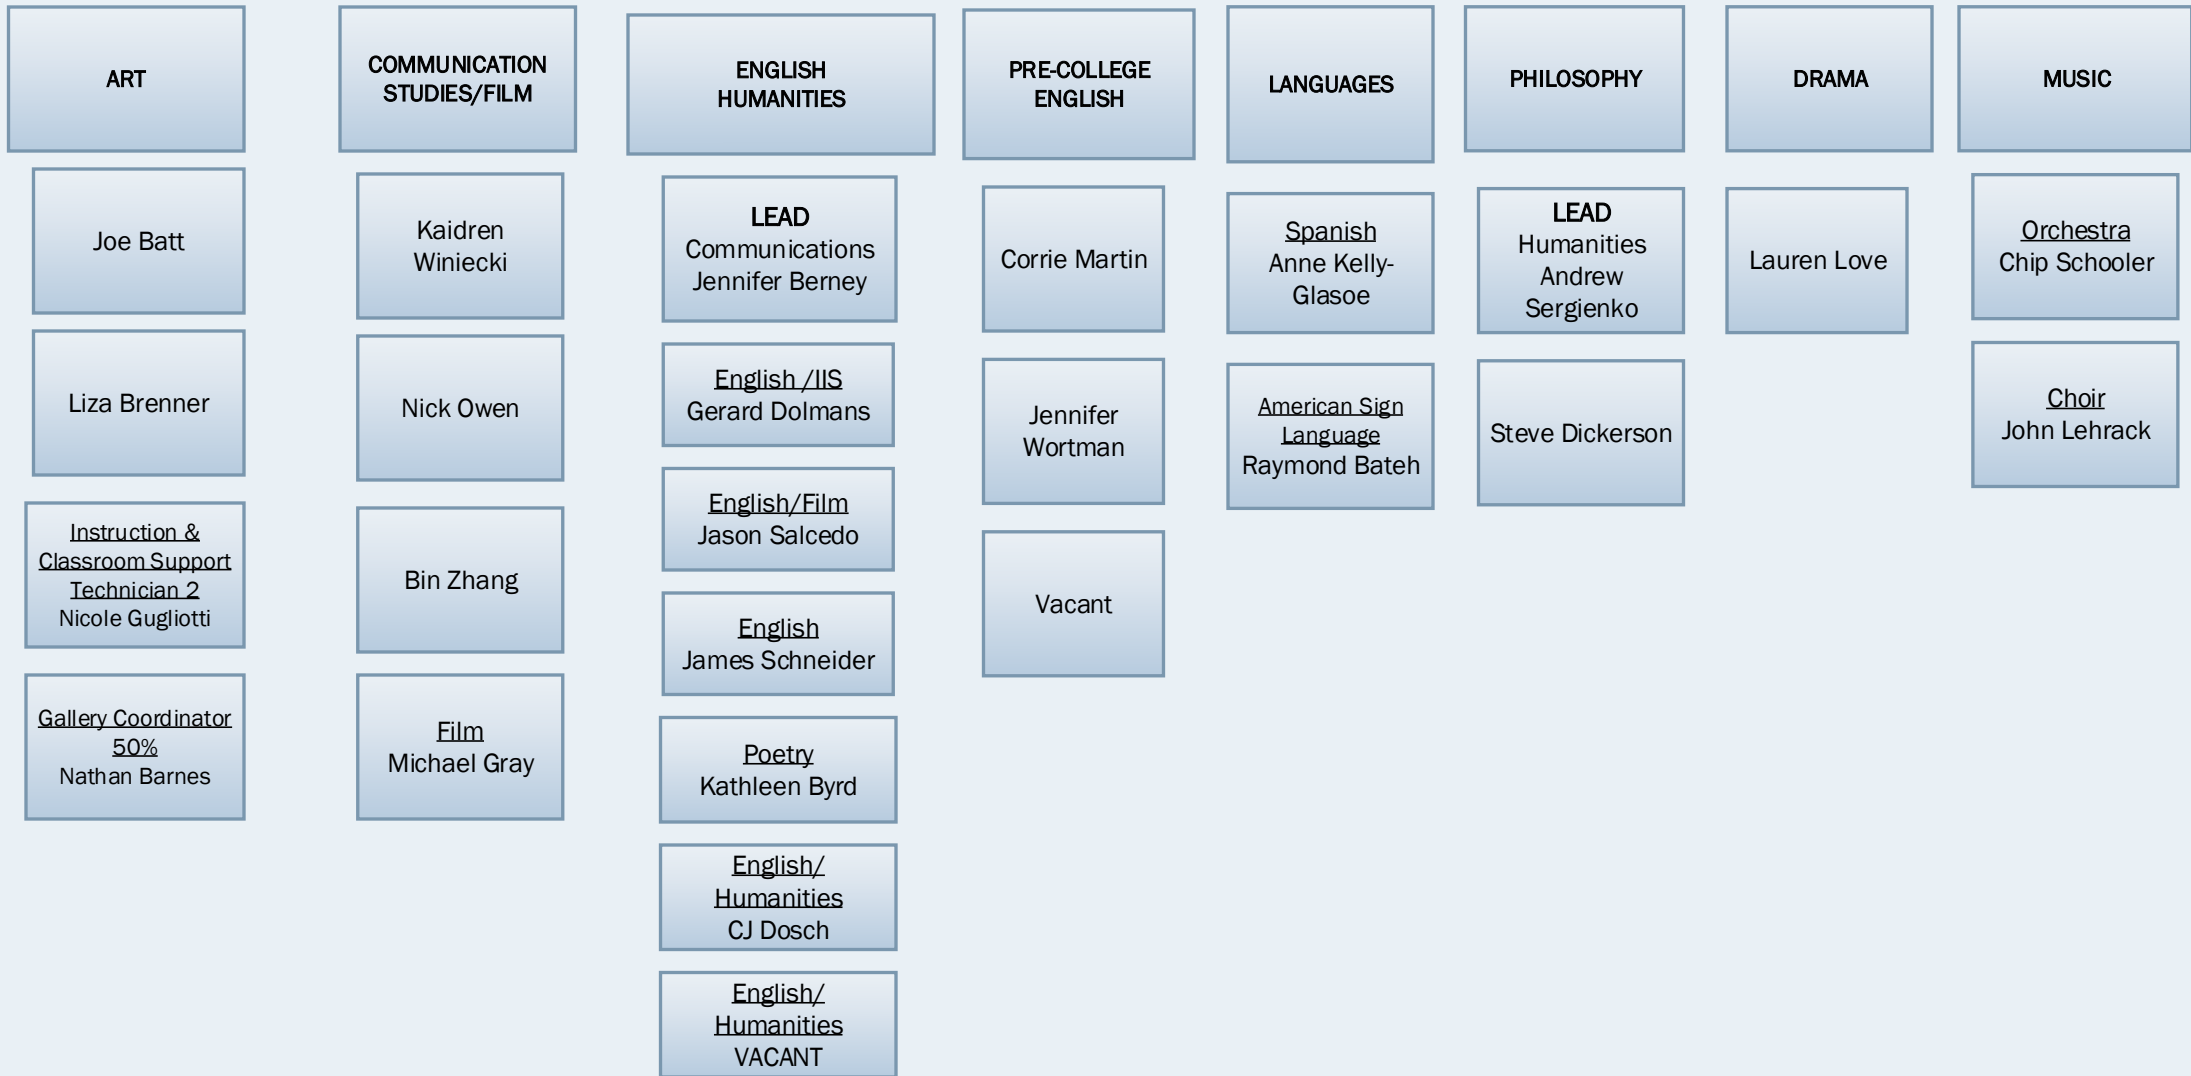 ART
Joe Batt
Liza Brenner
Instruction &
Classroom Support
Technician 2
Nicole Gugliotti
Gallery Coordinator
50%
Nathan Barnes
COMMUNICATION
STUDIES/FILM
Kaidren
Winiecki
Nick Owen
Bin Zhang
Film
Michael Gray
ENGLISH
HUMANITIES
LEAD
Communications
Jennifer Berney
English /IIS
Gerard Dolmans
English/Film
Jason Salcedo
English
James Schneider
Poetry
Kathleen Byrd
English/
Humanities
CJ Dosch
English/
Humanities
VACANT
PRE-COLLEGE
ENGLISH
Corrie Martin
Jennifer
Wortman
Vacant
LANGUAGES
Spanish
Anne Kelly-
Glasoe
American Sign
Language
Raymond Bateh
PHILOSOPHY
LEAD
Humanities
Andrew
Sergienko
Steve Dickerson
DRAMA
Lauren Love
MUSIC
Orchestra
Chip Schooler
Choir
John Lehrack